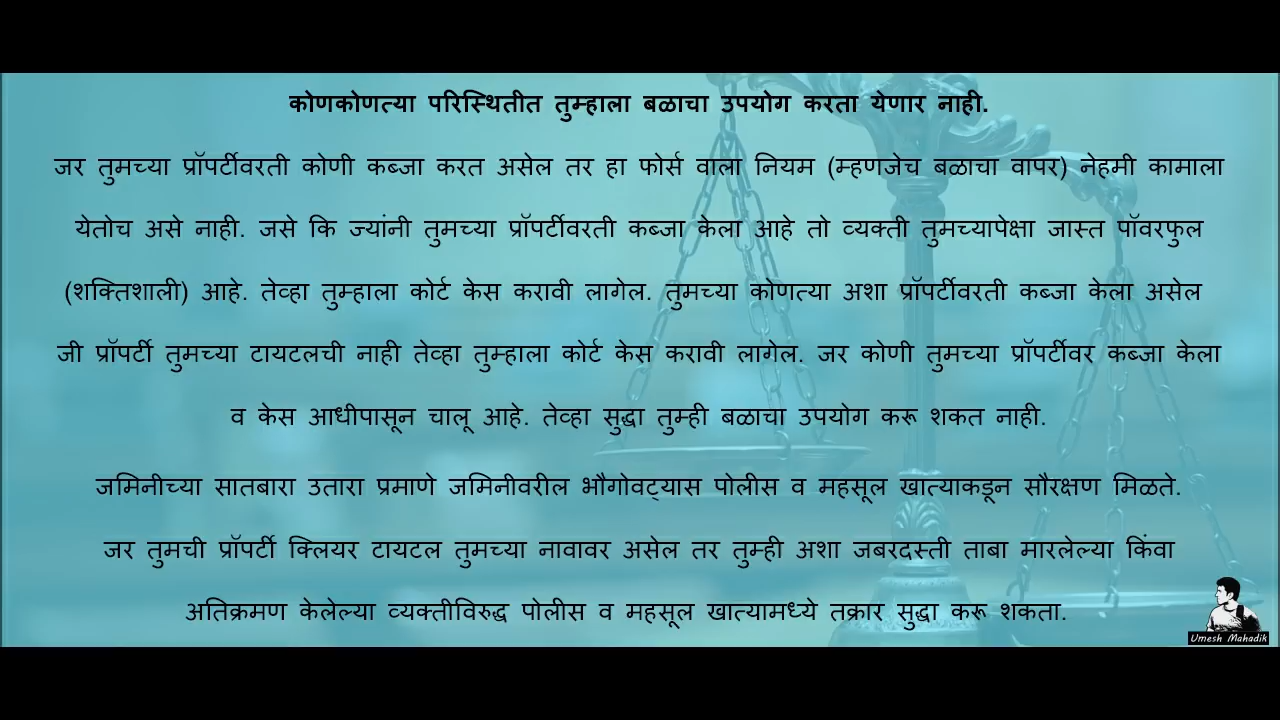 कोणकोणत्या परिस्थितीत तुम्हाला बळाचा उपयोग करता येणार नाही.
जर तुमच्या प्रॉपर्टीवरती कोणी कब्जा करत असेल तर हा फोर्स वाला नियम (म्हणजेच बळाचा वापर) नेहमी कामाला
येतोच असे नाही. जसे कि ज्यांनी तुमच्या प्रॉपर्टीवरती कब्जा केला आहे तो व्यक्ती तुमच्यापेक्षा जास्त पॉवरफुल
(शक्तिशाली) आहे. तेव्हा तुम्हाला कोर्ट केस करावी लागेल. तुमच्या कोणत्या अशा प्रॉपर्टीवरती कब्जा केला असेल
जी प्रॉपर्टी तुमच्या टायटलची नाही तेव्हा तुम्हाला कोर्ट केस करावी लागेल. जर कोणी तुमच्या प्रॉपर्टीवर कब्जा केला
व केस आधीपासून चालू आहे. तेव्हा सुद्धा तुम्ही बळाचा उपयोग करू शकत नाही.
जमिनीच्या सातबारा उतारा प्रमाणे जमिनीवरील भौगोवट्यास पोलीस व महसूल खात्याकडून सौरक्षण मिळते.
जर तुमची प्रॉपर्टी क्लियर टायटल तुमच्या नावावर असेल तर तुम्ही अशा जबरदस्ती ताबा मारलेल्या किंवा
अतिक्रमण केलेल्या व्यक्तीविरुद्ध पोलीस व महसूल खात्यामध्ये तक्रार सुद्धा करू शकता.
Umesh Mahadik